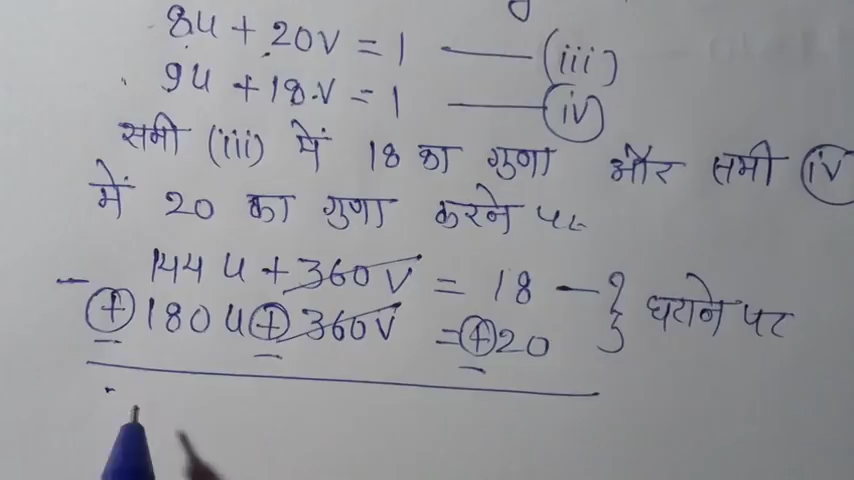 8u + 20v = 1 — (iii)
9u + 18v = 1 — (iv)
समी (iii) में 18 का गुणा और समी (iv)
में 20 का गुणा करने पर
144u + 360v = 18 —
- + 180u + 360v = + 20 } घटाने पर
- - -